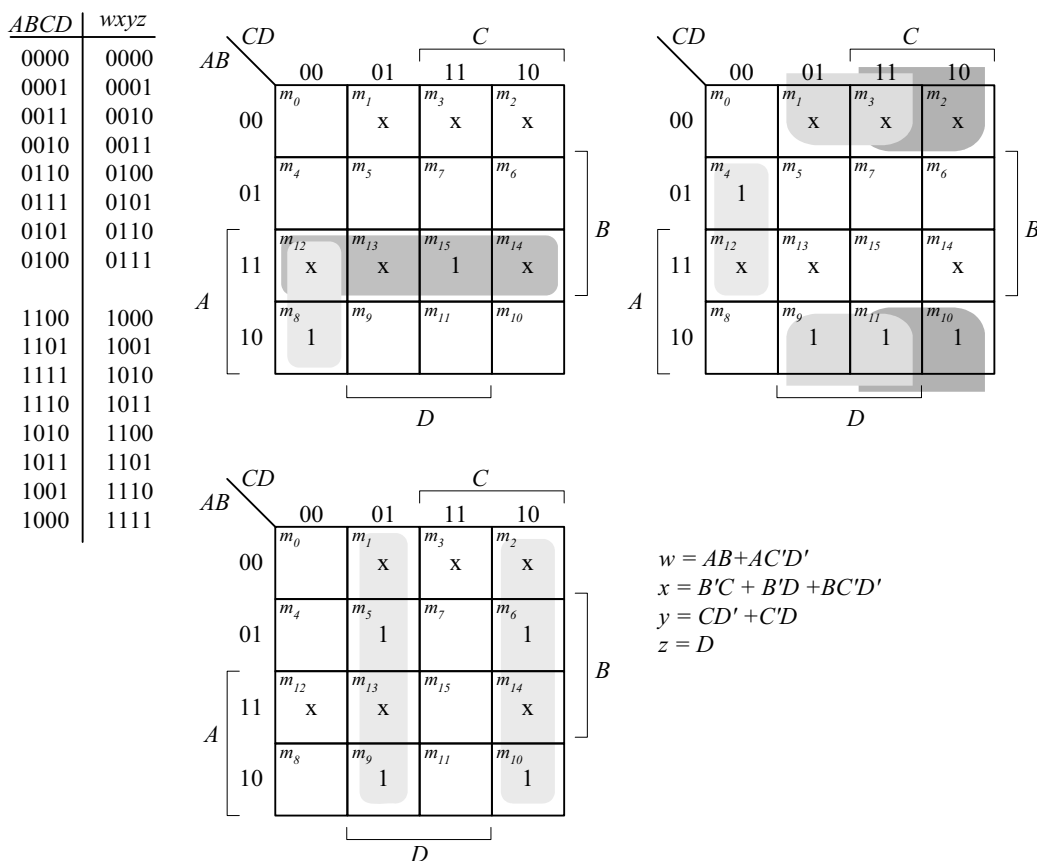 ABCD wxyz
0000 0000
0001 0001
0011 0010
0010 0011
0110 0100
0111 0101
0101 0110
0100 0111
1100 1000
1101 1001
1111 1010
1110 1011
1010 1100
1011 1101
1001 1110
1000 1111
CD C
AB
00 01 11 10
m0 m1 m3 m2
00 x x x
m4 m5 m7 m6
01
B
m12 m13 m15 m14
11 x x 1 x
A
m8 m9 m11 m10
10 1
D
CD C
AB
00 01 11 10
m0 m1 m3 m2
00 x x x
m4 m5 m7 m6
01 1
B
m12 m13 m15 m14
11 x x x
A
m8 m9 m11 m10
10 1 1 1
D
CD C
AB
00 01 11 10
m0 m1 m3 m2
00 x x x
m4 m5 m7 m6
01 1 1
B
m12 m13 m15 m14
11 x x x
A
m8 m9 m11 m10
10 1 1
D
w = AB+AC'D'
x = B'C + B'D +BC'D'
y = CD' +C'D
z = D